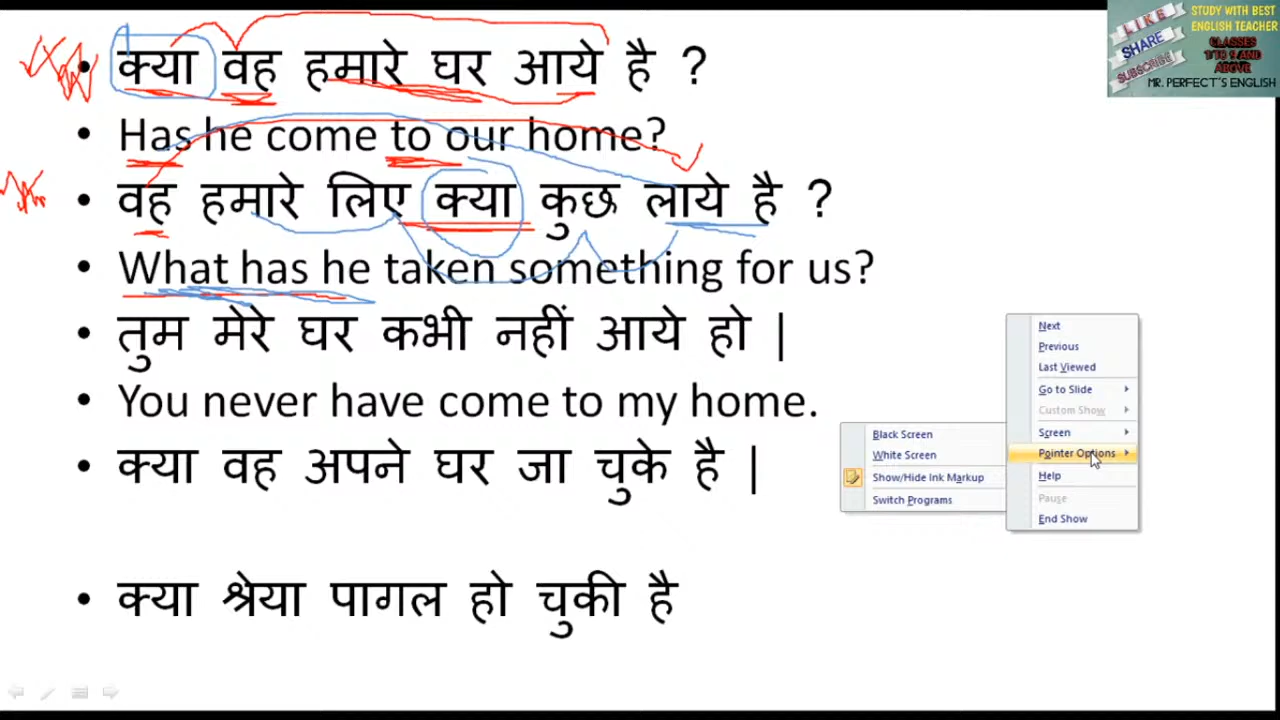 • क्या वह हमारे घर आये है ?
• Has he come to our home?
• वह हमारे लिए क्या कुछ लाये है ?
• What has he taken something for us?
• तुम मेरे घर कभी नहीं आये हो |
• You never have come to my home.
• क्या वह अपने घर जा चुके है |
• क्या श्रेया पागल हो चुकी है
LIKE
SHARE
SUBSCRIBE
STUDY WITH BEST
ENGLISH TEACHER
CLASSES
AND
ABOVE
MR. PERFECT'S ENGLISH
Next
Previous
Last Viewed
Go to Slide
Custom Show
Screen
Pointer Options
Help
Pause
End Show
Black Screen
White Screen
Show/Hide Ink Markup
Switch Programs